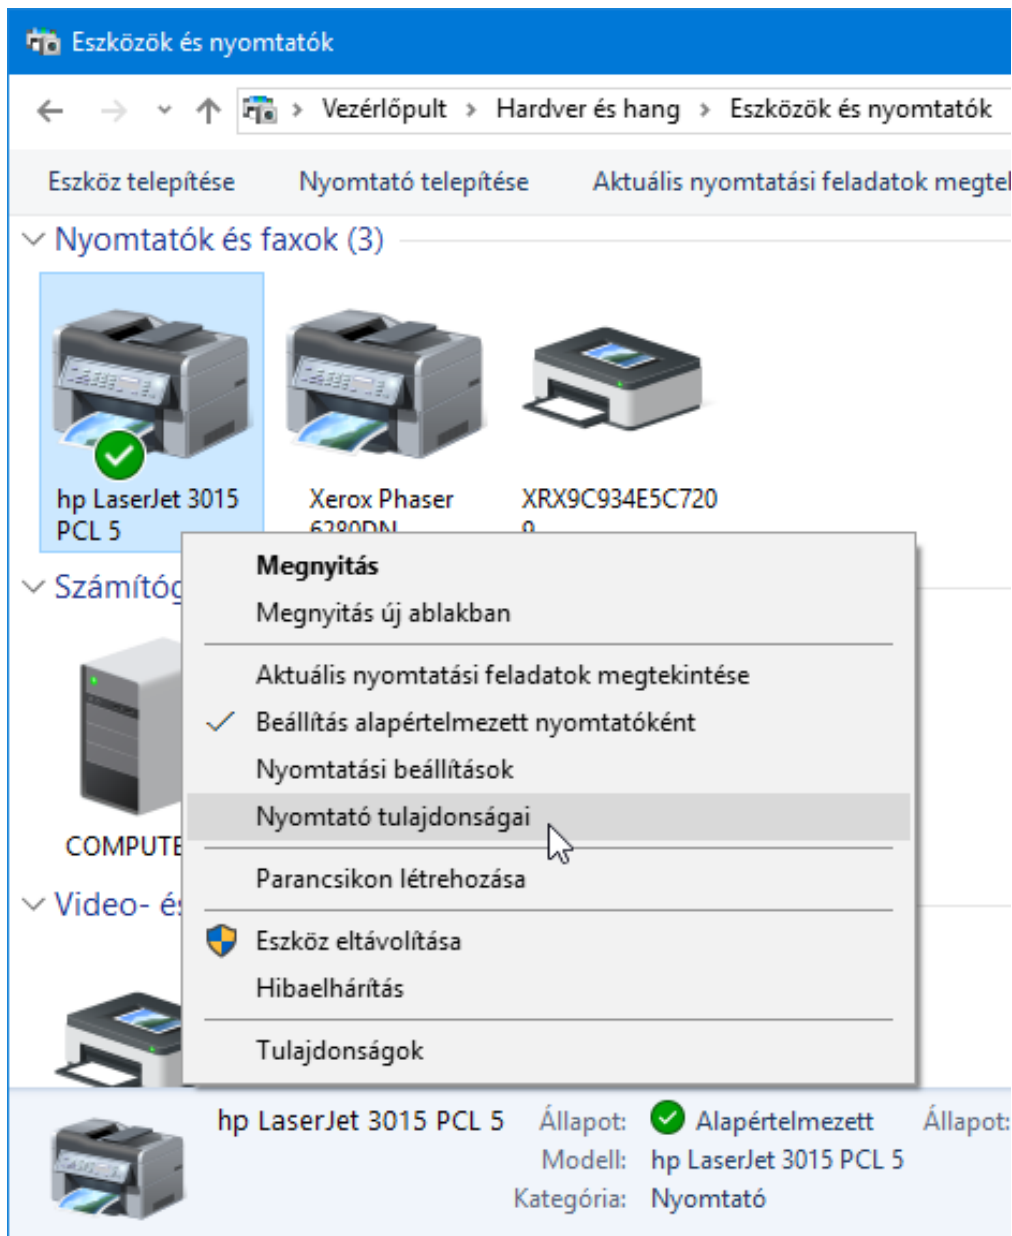 Eszközök és nyomtatók
Vezérlőpult > Hardver és hang > Eszközök és nyomtatók
Eszköz telepítése Nyomtató telepítése Aktuális nyomtatási feladatok
Nyomtatók és faxok (3)
hp LaserJet 3015
PCL 5
Xerox Phaser
6280DN
XRX9C934E5C720
9
Megnyitás
Megnyitás új ablakban
Aktuális nyomtatási feladatok megtekintése
Beállítás alapértelmezett nyomtatóként
Nyomtatási beállítások
Nyomtató tulajdonságai
Parancsikon létrehozása
Eszköz eltávolítása
Hibaelhárítás
Tulajdonságok
Video-
hp LaserJet 3015 PCL 5 Állapot: Alapértelmezett Állapot:
Modell: hp LaserJet 3015 PCL 5
Kategória: Nyomtató